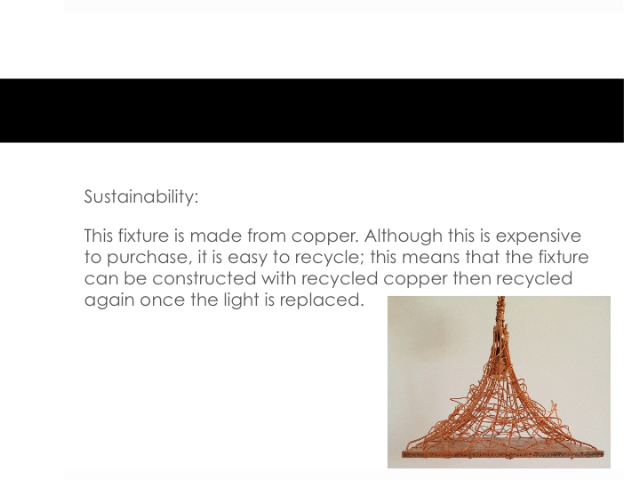 Sustainability:
This fixture is made from copper. Although this is expensive
to purchase, it is easy to recycle; this means that the fixture
can be constructed with recycled copper then recycled
again once the light is replaced.